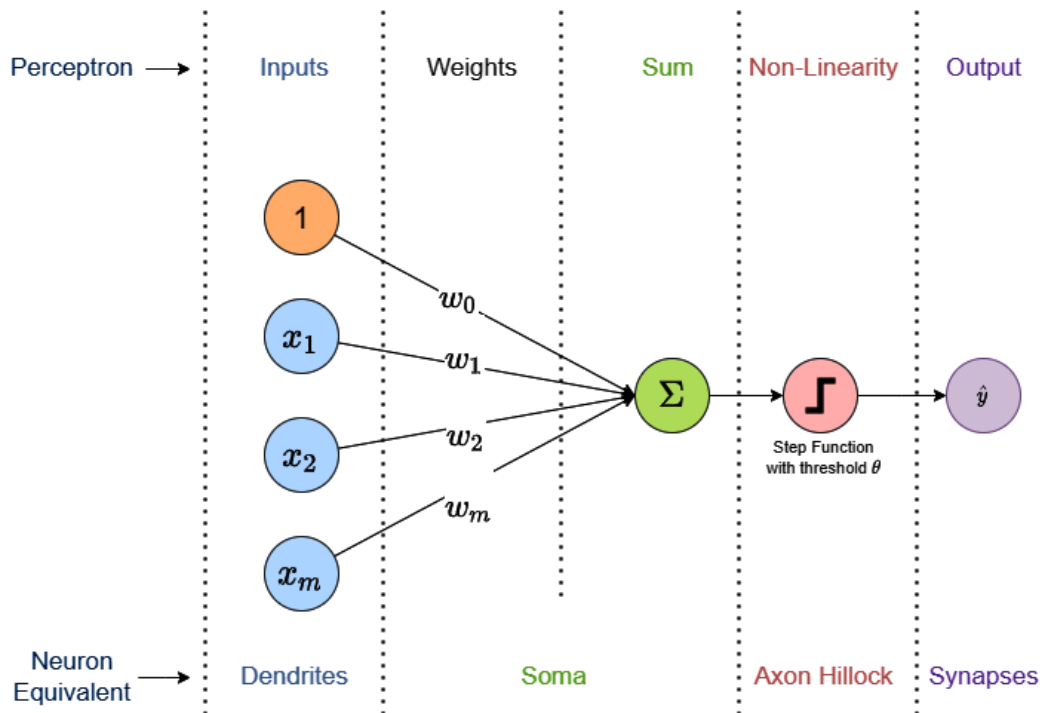 Perceptron
Inputs
Weights
Sum
Non-Linearity
Output
1
w₀
x₁
w₁
Σ
ŷ
Step Function
with threshold θ
x₂
w₂
wₘ
xₘ
Neuron
Equivalent
Dendrites
Soma
Axon Hillock
Synapses